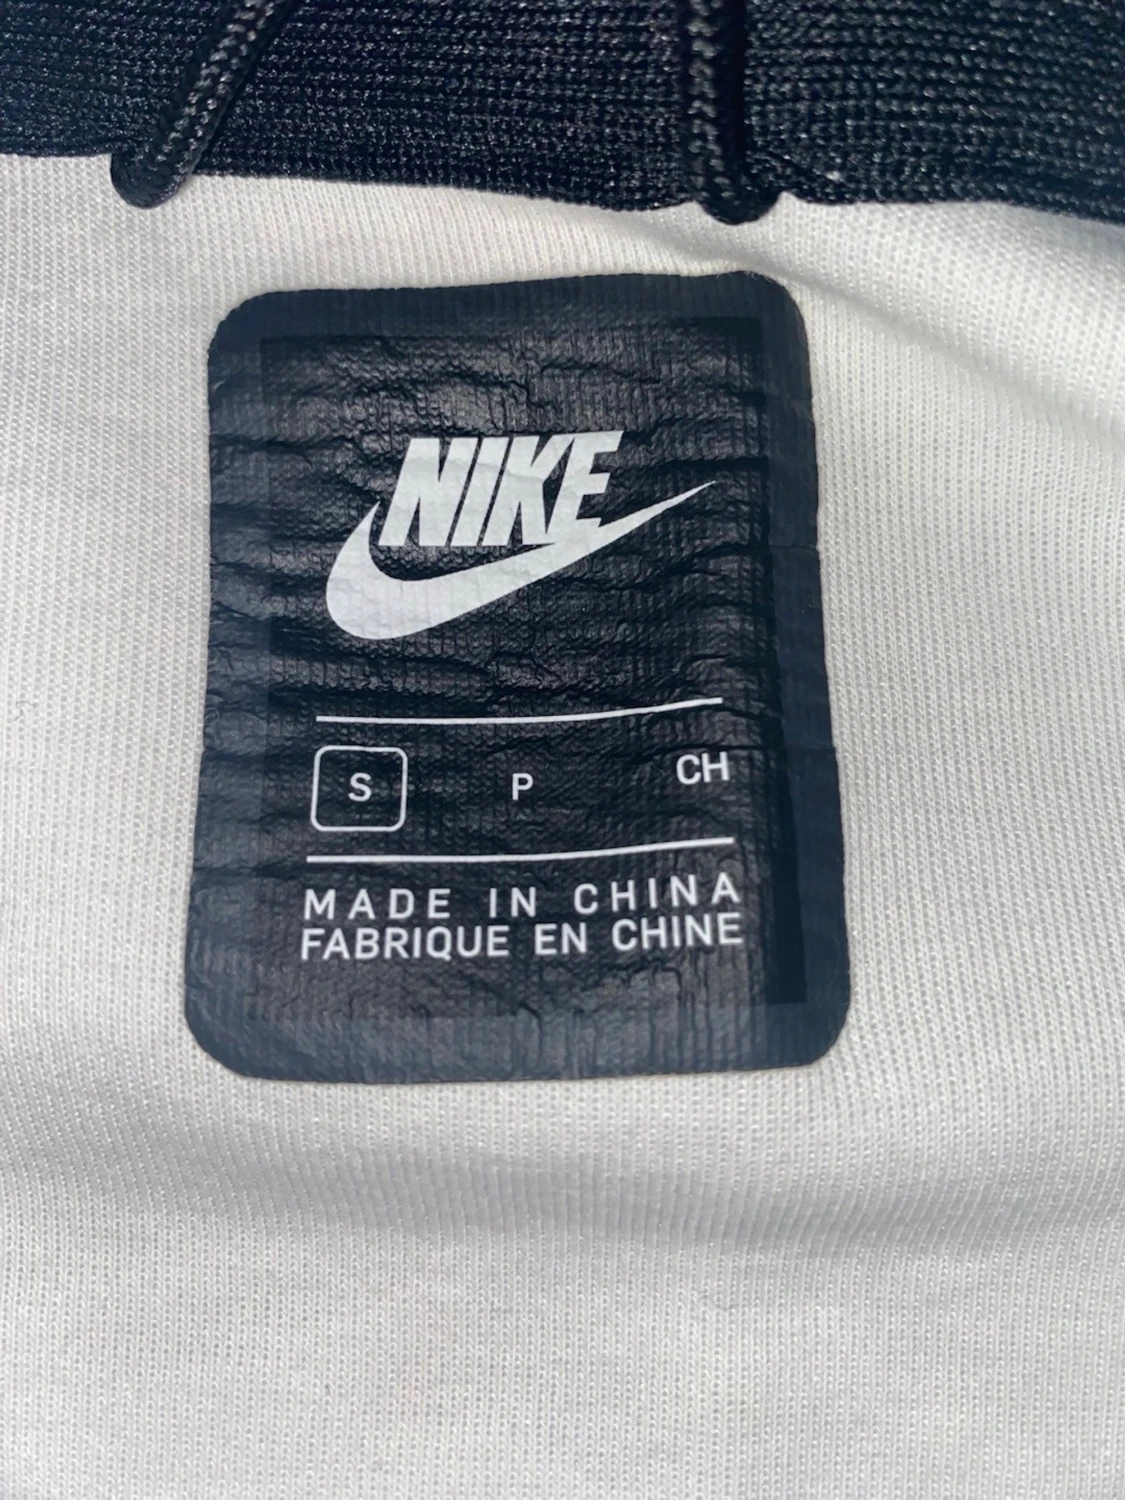 NIKE
S P CH
MADE IN CHINA
FABRIQUE EN CHINE